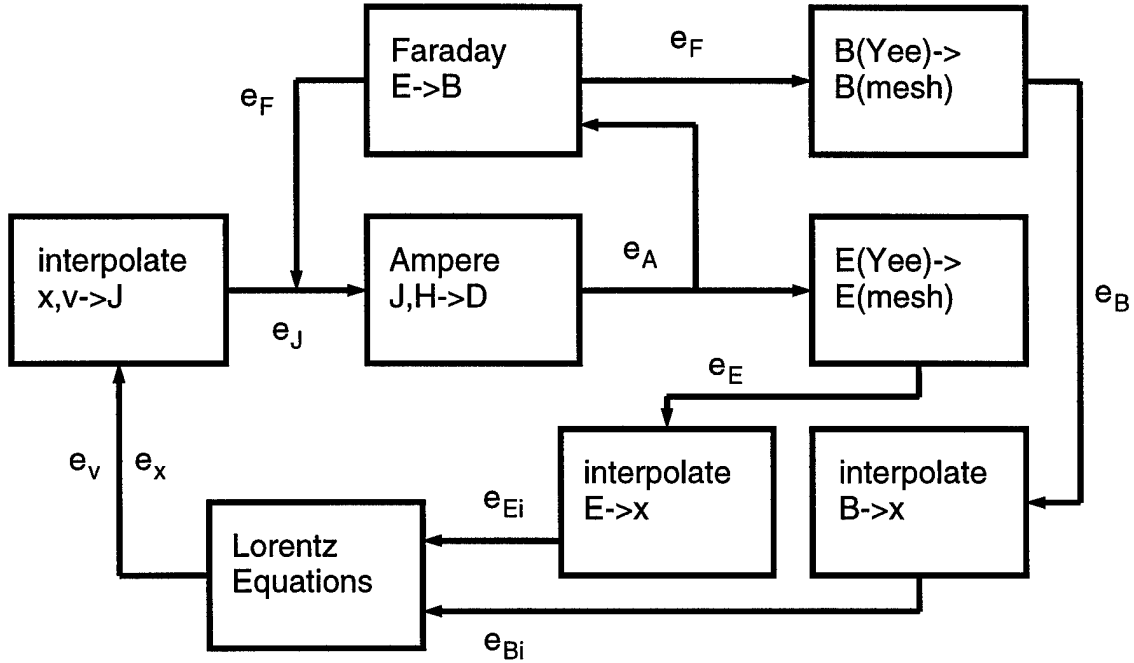 Faraday
E->B
e_F
B(Yee)->
B(mesh)
e_F
interpolate
x,v->J
Ampere
J,H->D
e_A
E(Yee)->
E(mesh)
e_J
e_B
e_E
e_v e_x
interpolate
E->x
interpolate
B->x
e_Ei
Lorentz
Equations
e_Bi